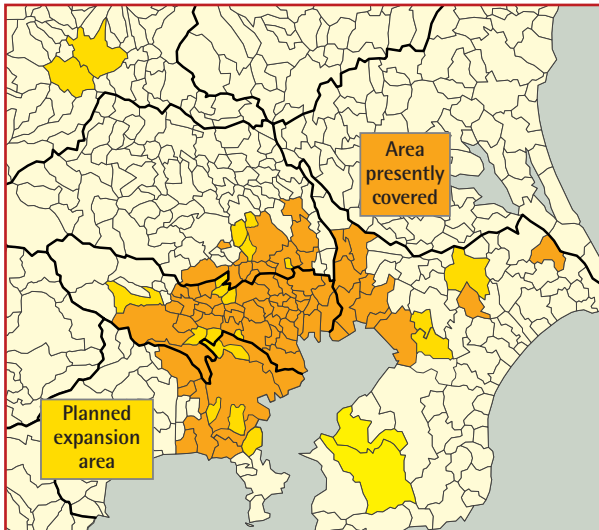 Area
presently
covered
Planned
expansion
area